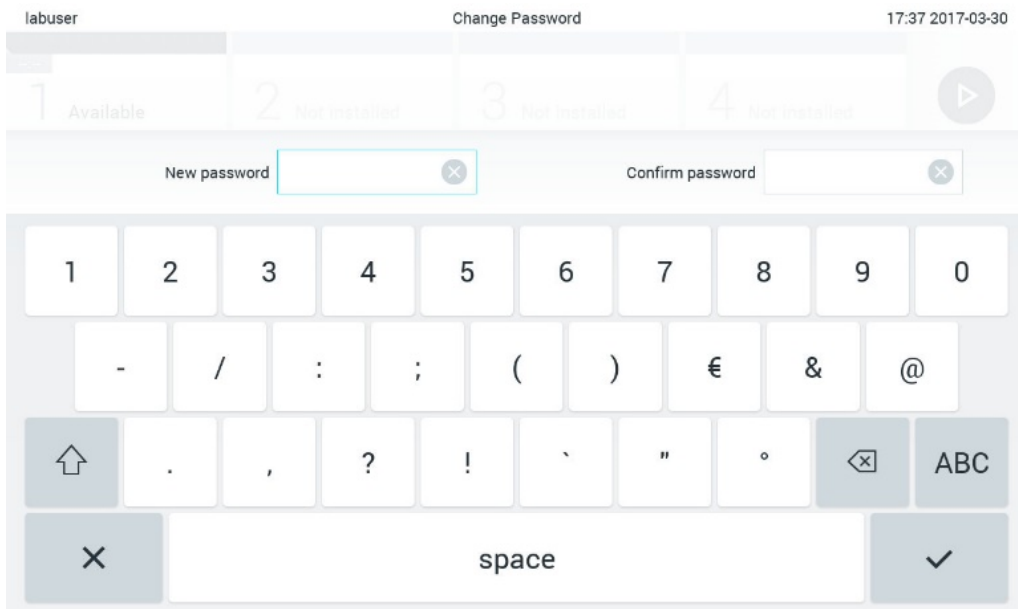 labuser Change Password 17:37 2017-03-30
1 Available 2 Not installed 3 Not installed 4 Not installed
New password Confirm password
1 2 3 4 5 6 7 8 9 0
- / : ; ( ) € & @
. , ? ! ` " ° ABC
space